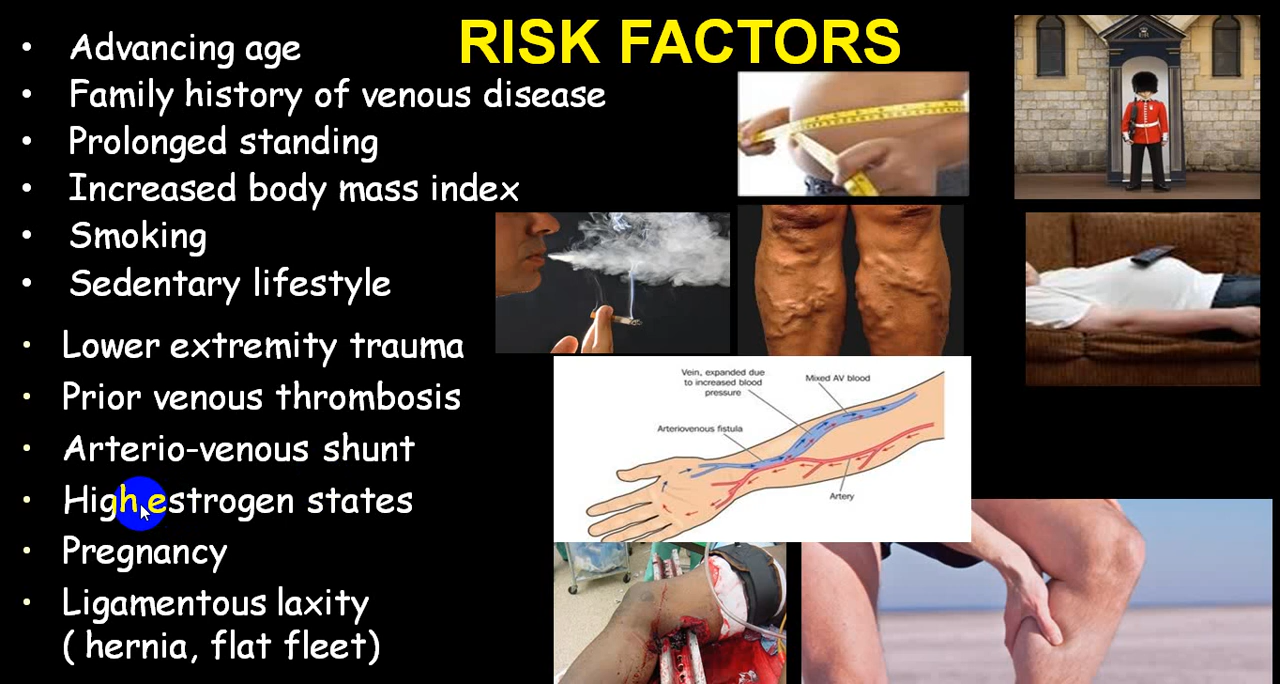 RISK FACTORS
• Advancing age
• Family history of venous disease
• Prolonged standing
• Increased body mass index
• Smoking
• Sedentary lifestyle
• Lower extremity trauma
• Prior venous thrombosis
• Arterio-venous shunt
• High estrogen states
• Pregnancy
• Ligamentous laxity
( hernia, flat fleet)
Vein, expanded due
to increased blood
pressure
Mixed AV blood
Arteriovenous fistula
Artery